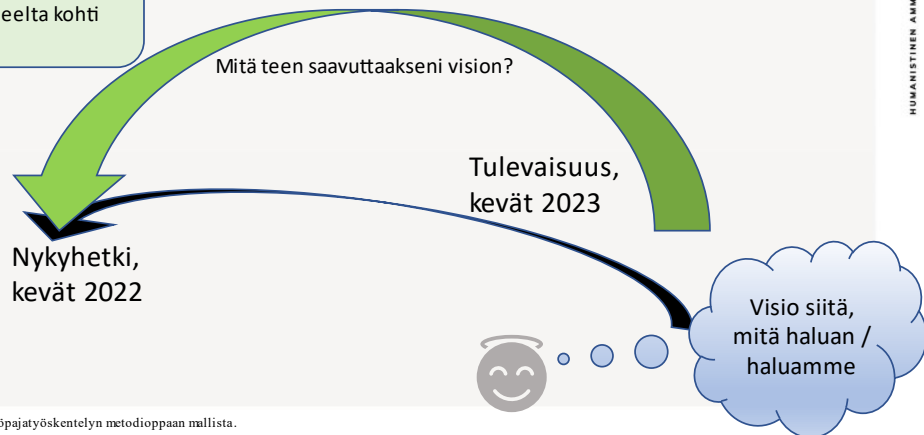 eelta kohti
Mitä teen saavuttaakseni vision?
HUMANISTINEN AMM
Tulevaisuus,
kevät 2023
Nykyhetki,
kevät 2022
Visio siitä,
mitä haluan /
haluamme
öpajatyöskentelyn metodioppaan mallista.